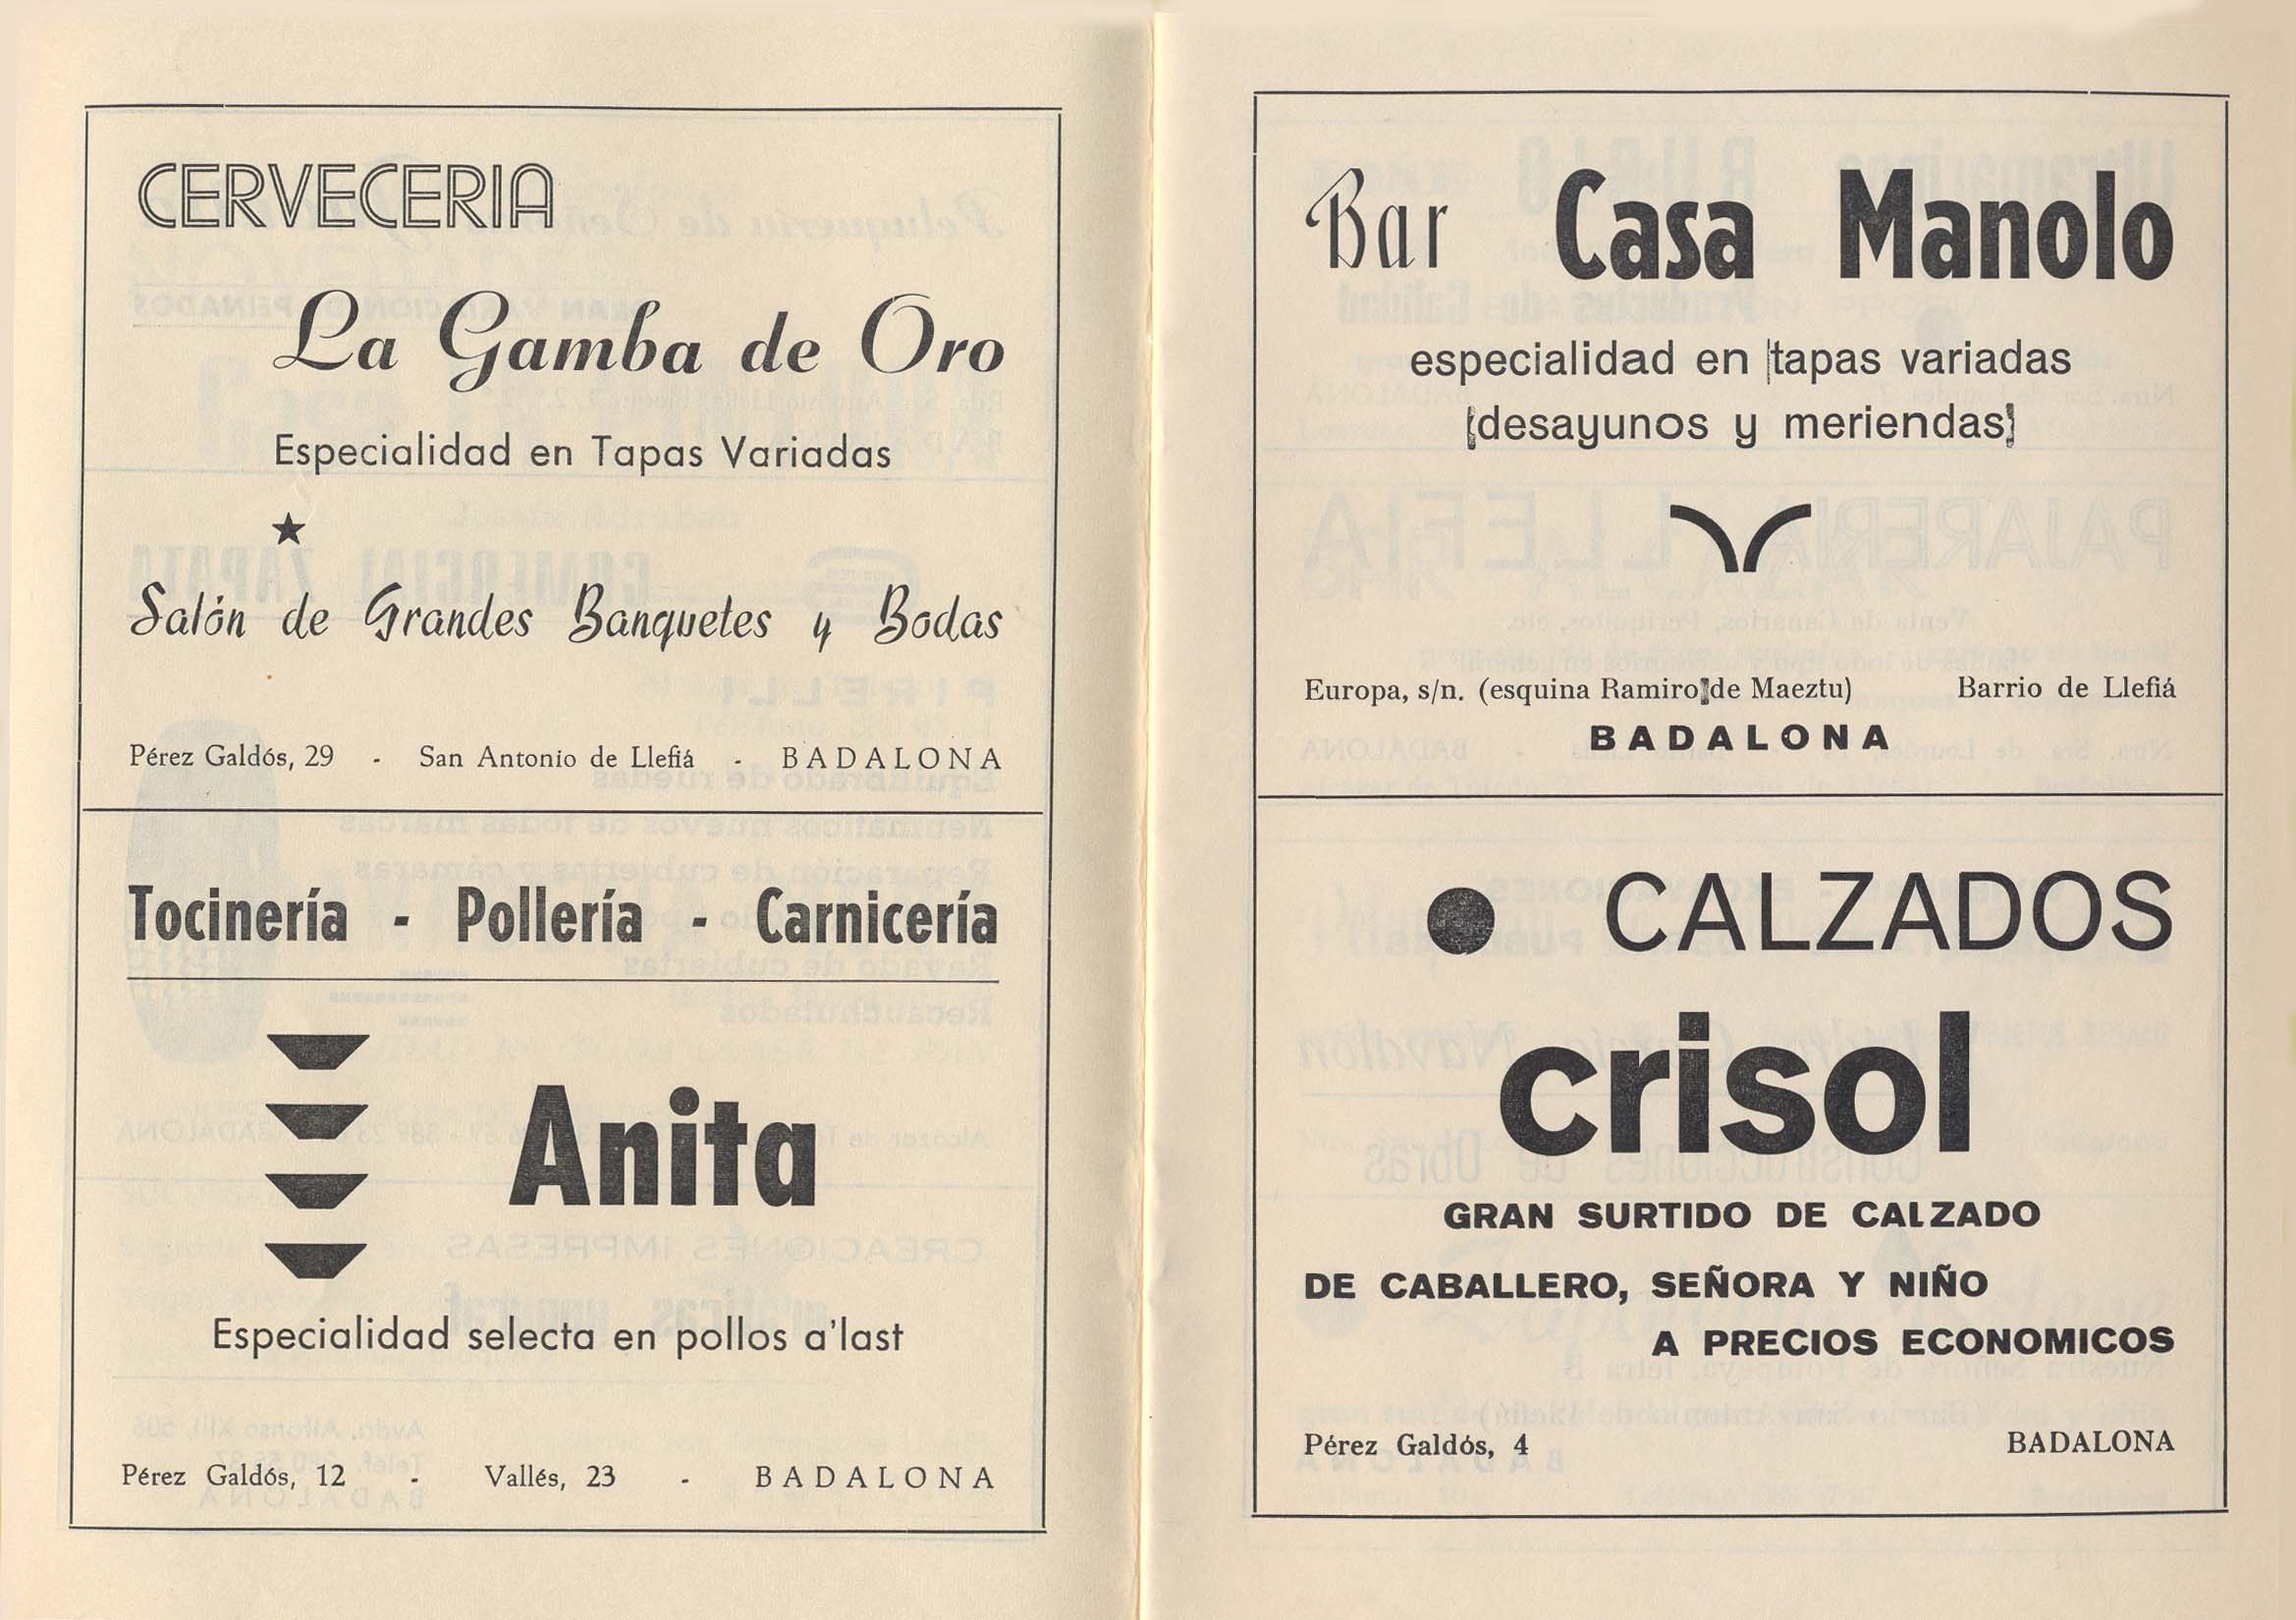 CERVECERIA
La Gamba de Oro
Especialidad en Tapas Variadas
Salón de Grandes Banquetes y Bodas
Pérez Galdós, 29 - San Antonio de Llefiá - BADALONA
Tocinería - Pollería - Carnicería
Anita
Especialidad selecta en pollos a'last
Pérez Galdós, 12 - Vallés, 23 - BADALONA
Bar Casa Manolo
especialidad en tapas variadas
desayunos y meriendas
Europa, s/n. (esquina Ramiro de Maeztu) Barrio de Llefiá
BADALONA
CALZADOS
crisol
GRAN SURTIDO DE CALZADO
DE CABALLERO, SEÑORA Y NIÑO
A PRECIOS ECONOMICOS
Pérez Galdós, 4 BADALONA